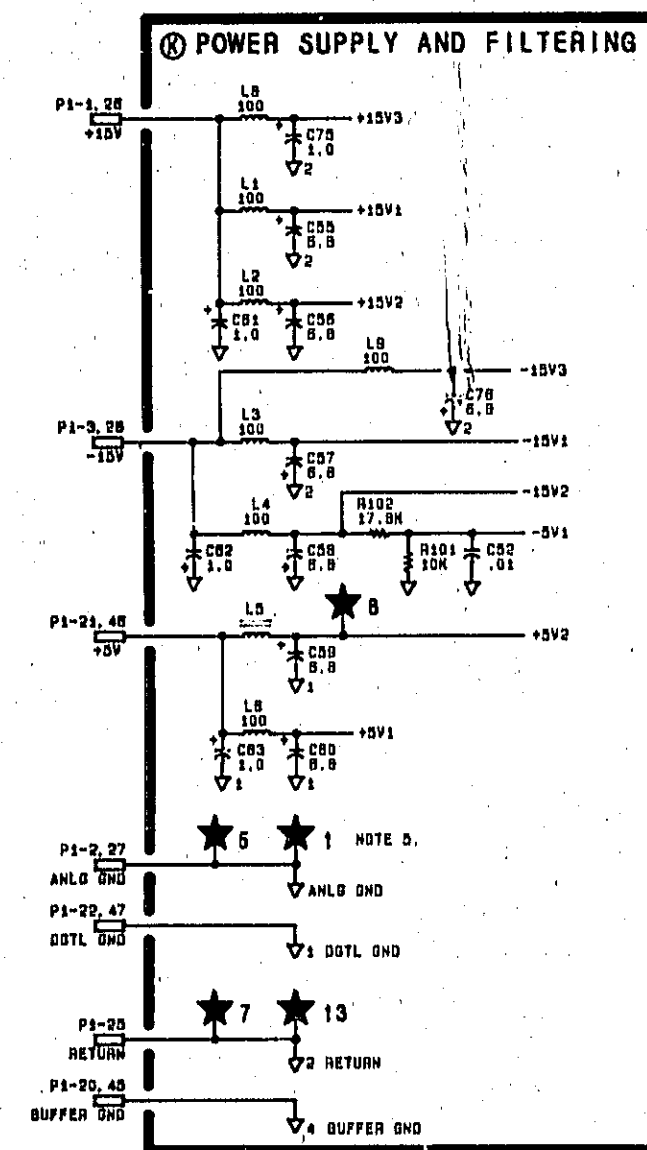 Ⓚ POWER SUPPLY AND FILTERING
P1-1, 26
+15V
L8
100
+15V3
C75
1.0
2
L1
100
+15V1
C55
6.8
2
L2
100
+15V2
C61
1.0
C56
6.8
L9
100
-15V3
C76
6.8
2
P1-3, 28
-15V
L3
100
-15V1
C57
6.8
2
-15V2
L4
100
R102
17.8K
-5V1
C62
1.0
C58
6.8
R101
10K
C52
.01
P1-21, 46
+5V
L5
8
+5V2
C59
6.8
1
L6
100
+5V1
C63
1.0
1
C60
6.8
1
P1-2, 27
ANLG GND
5
1 NOTE 5.
ANLG GND
P1-22, 47
DGTL GND
1 DGTL GND
P1-25
RETURN
7
13
2 RETURN
P1-20, 45
BUFFER GND
4 BUFFER GND